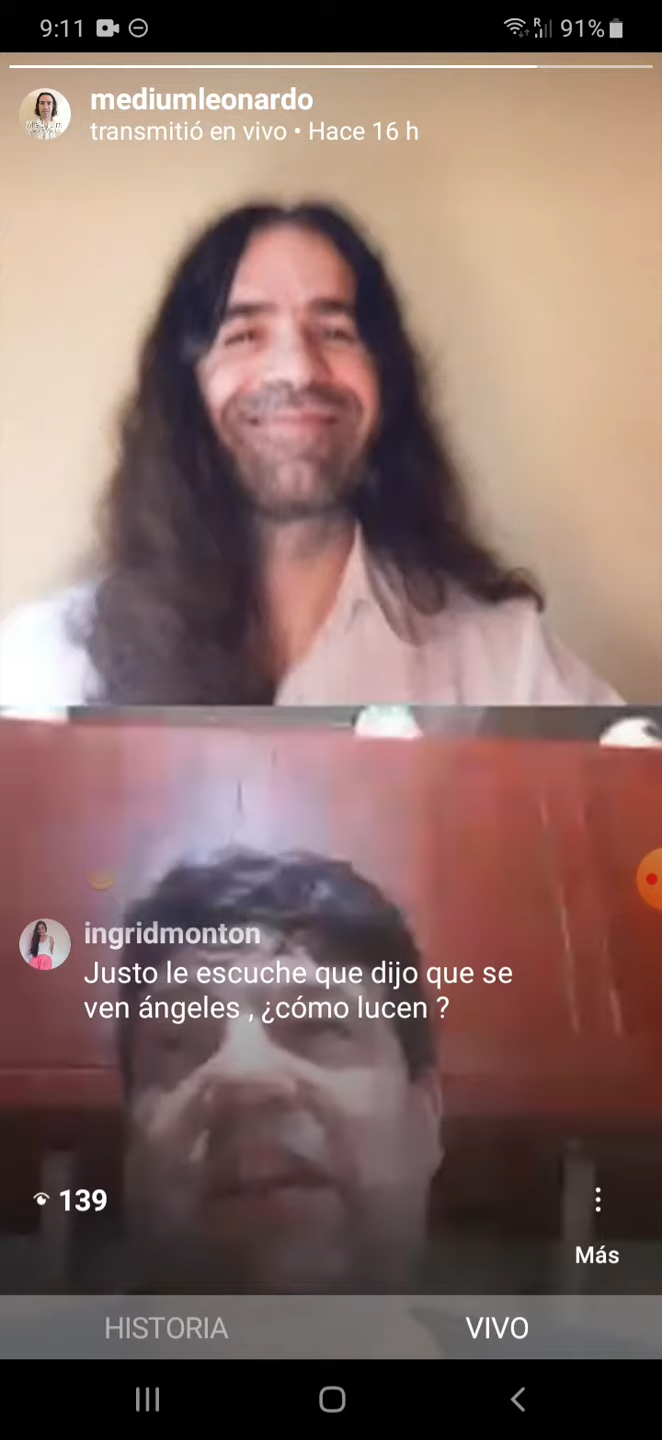 9:11
R
91%
mediumleonardo
transmitió en vivo • Hace 16 h
ingridmonton
Justo le escuche que dijo que se
ven ángeles , ¿cómo lucen ?
139
Más
HISTORIA
VIVO